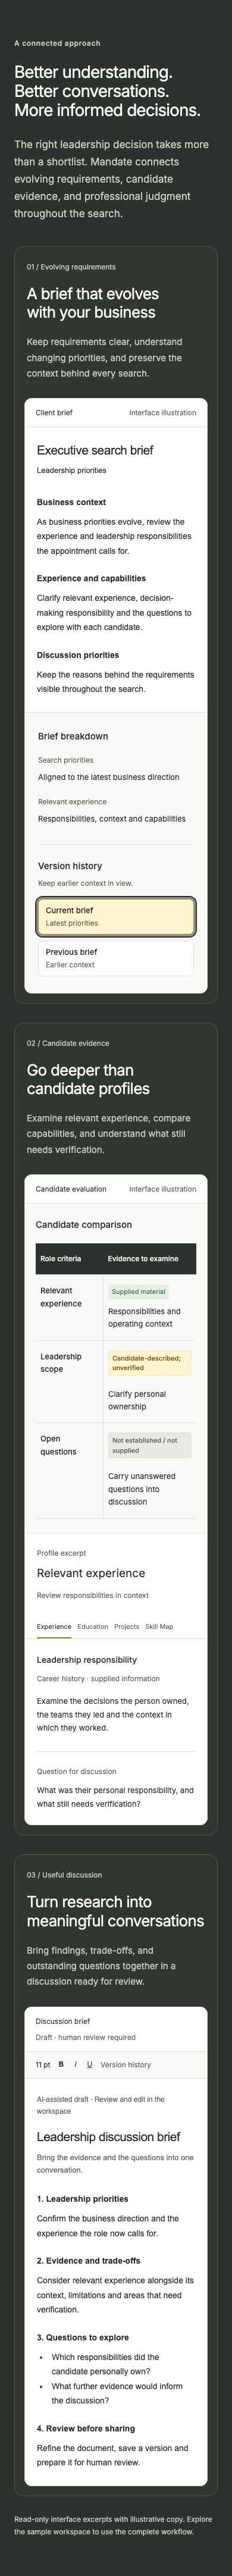 A connected approach
Better understanding.
Better conversations.
More informed decisions.
The right leadership decision takes more
than a shortlist. Mandate connects
evolving requirements, candidate
evidence, and professional judgment
throughout the search.
01 / Evolving requirements
A brief that evolves
with your business
Keep requirements clear, understand
changing priorities, and preserve the
context behind every search.
Client brief
Interface illustration
Executive search brief
Leadership priorities
Business context
As business priorities evolve, review the
experience and leadership responsibilities
the appointment calls for.
Experience and capabilities
Clarify relevant experience, decision-
making responsibility and the questions to
explore with each candidate.
Discussion priorities
Keep the reasons behind the requirements
visible throughout the search.
Brief breakdown
Search priorities
Aligned to the latest business direction
Relevant experience
Responsibilities, context and capabilities
Version history
Keep earlier context in view.
Current brief
Latest priorities
Previous brief
Earlier context
02 / Candidate evidence
Go deeper than
candidate profiles
Examine relevant experience, compare
capabilities, and understand what still
needs verification.
Candidate evaluation
Interface illustration
Candidate comparison
Role criteria
Evidence to examine
Relevant
experience
Supplied material
Responsibilities and
operating context
Leadership
scope
Candidate-described;
unverified
Clarify personal
ownership
Open
questions
Not established / not
supplied
Carry unanswered
questions into
discussion
Profile excerpt
Relevant experience
Review responsibilities in context
Experience Education Projects Skill Map
Leadership responsibility
Career history · supplied information
Examine the decisions the person owned,
the teams they led and the context in
which they worked.
Question for discussion
What was their personal responsibility, and
what still needs verification?
03 / Useful discussion
Turn research into
meaningful conversations
Bring findings, trade-offs, and
outstanding questions together in a
discussion ready for review.
Discussion brief
Draft · human review required
11 pt B I U Version history
AI-assisted draft · Review and edit in the
workspace
Leadership discussion brief
Bring the evidence and the questions into one
conversation.
1. Leadership priorities
Confirm the business direction and the
experience the role now calls for.
2. Evidence and trade-offs
Consider relevant experience alongside its
context, limitations and areas that need
verification.
3. Questions to explore
• Which responsibilities did the
candidate personally own?
• What further evidence would inform
the discussion?
4. Review before sharing
Refine the document, save a version and
prepare it for human review.
Read-only interface excerpts with illustrative copy. Explore
the sample workspace to use the complete workflow.